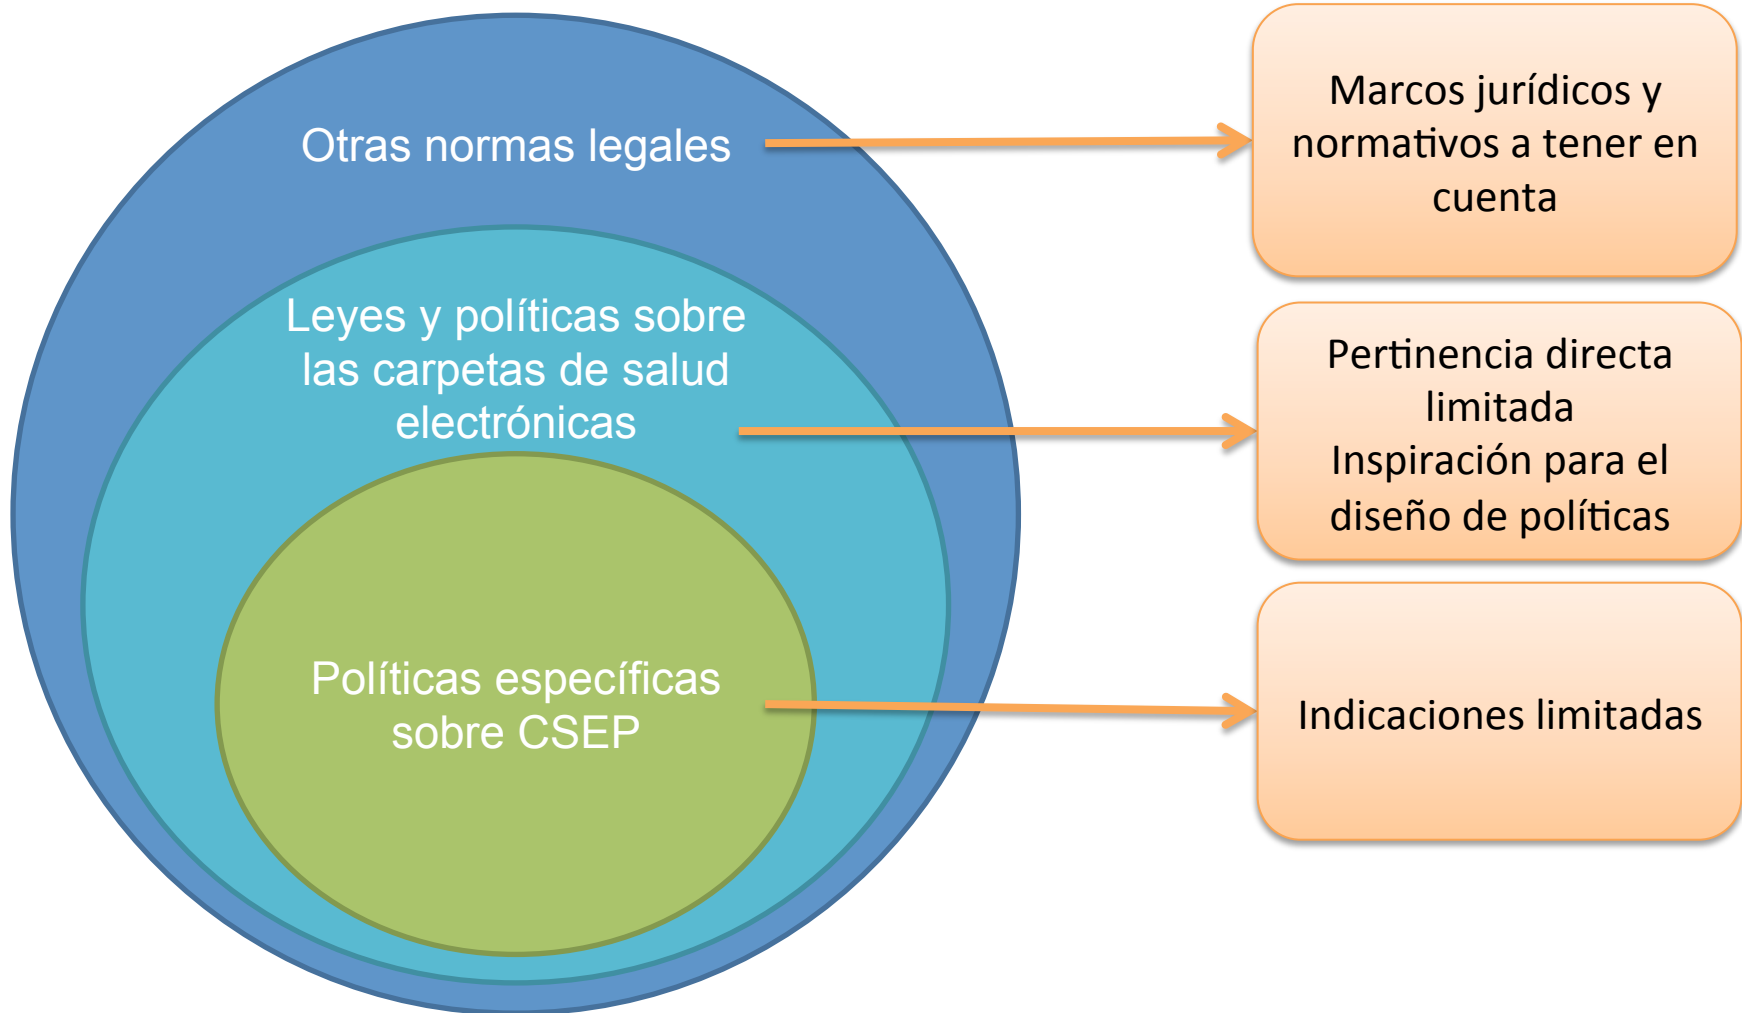 Otras normas legales
Marcos jurídicos y
normativos a tener en
cuenta
Leyes y políticas sobre
las carpetas de salud
electrónicas
Pertinencia directa
limitada
Inspiración para el
diseño de políticas
Políticas específicas
sobre CSEP
Indicaciones limitadas